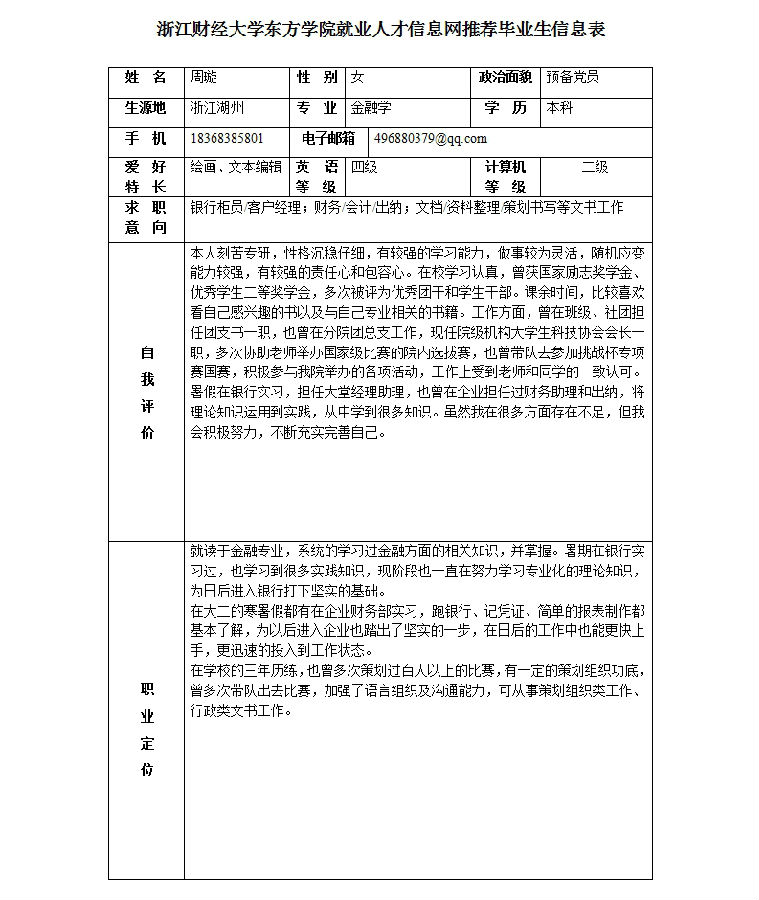 浙江财经大学东方学院就业人才信息网推荐毕业生信息表
姓 名 周璇 性 别 女 政治面貌 预备党员
生源地 浙江湖州 专 业 金融学 学 历 本科
手 机 18368385801 电子邮箱 496880379@qq.com
爱 好 特 长 绘画、文本编辑 英 语 等 级 四级 计算机 等 级 二级
求 职 意 向 银行柜员/客户经理；财务/会计/出纳；文档/资料整理/策划书写等文书工作
自我评价
本人刻苦专研，性格沉稳仔细，有较强的学习能力，做事较为灵活，随机应变
能力较强，有较强的责任心和包容心。在校学习认真，曾获国家励志奖学金、
优秀学生二等奖学金，多次被评为优秀团干和学生干部。课余时间，比较喜欢
看自己感兴趣的书以及与自己专业相关的书籍。工作方面，曾在班级、社团担
任团支书一职，也曾在分院团总支工作，现任院级机构大学生科技协会会长一
职，多次协助老师举办国家级比赛的院内选拔赛，也曾带队去参加挑战杯专项
赛国赛，积极参与我院举办的各项活动，工作上受到老师和同学的一致认可。
暑假在银行实习，担任大堂经理助理，也曾在企业担任过财务助理和出纳，将
理论知识运用到实践，从中学到很多知识。虽然我在很多方面存在不足，但我
会积极努力，不断充实完善自己。
职业定位
就读于金融专业，系统的学习过金融方面的相关知识，并掌握。暑期在银行实
习过，也学习到很多实践知识，现阶段也一直在努力学习专业化的理论知识，
为日后进入银行打下坚实的基础。
在大二的寒暑假都有在企业财务部实习，跑银行、记凭证、简单的报表制作都
基本了解，为以后进入企业也踏出了坚实的一步，在日后的工作中也能更快上
手，更迅速的投入到工作状态。
在学校的三年历练，也曾多次策划过百人以上的比赛，有一定的策划组织功底，
曾多次带队出去比赛，加强了语言组织及沟通能力，可从事策划组织类工作、
行政类文书工作。